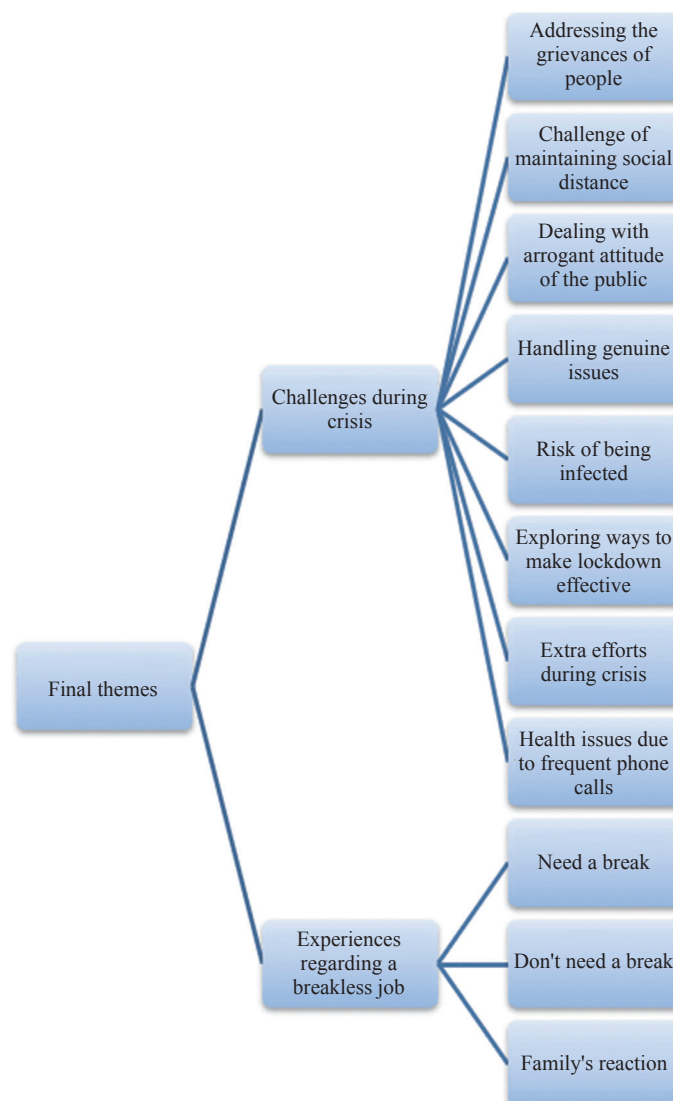 Final themes
Challenges during
crisis
Addressing the
grievances of
people
Challenge of
maintaining social
distance
Dealing with
arrogant attitude
of the public
Handling genuine
issues
Risk of being
infected
Exploring ways to
make lockdown
effective
Extra efforts
during crisis
Health issues due
to frequent phone
calls
Experiences
regarding a
breakless job
Need a break
Don't need a break
Family's reaction